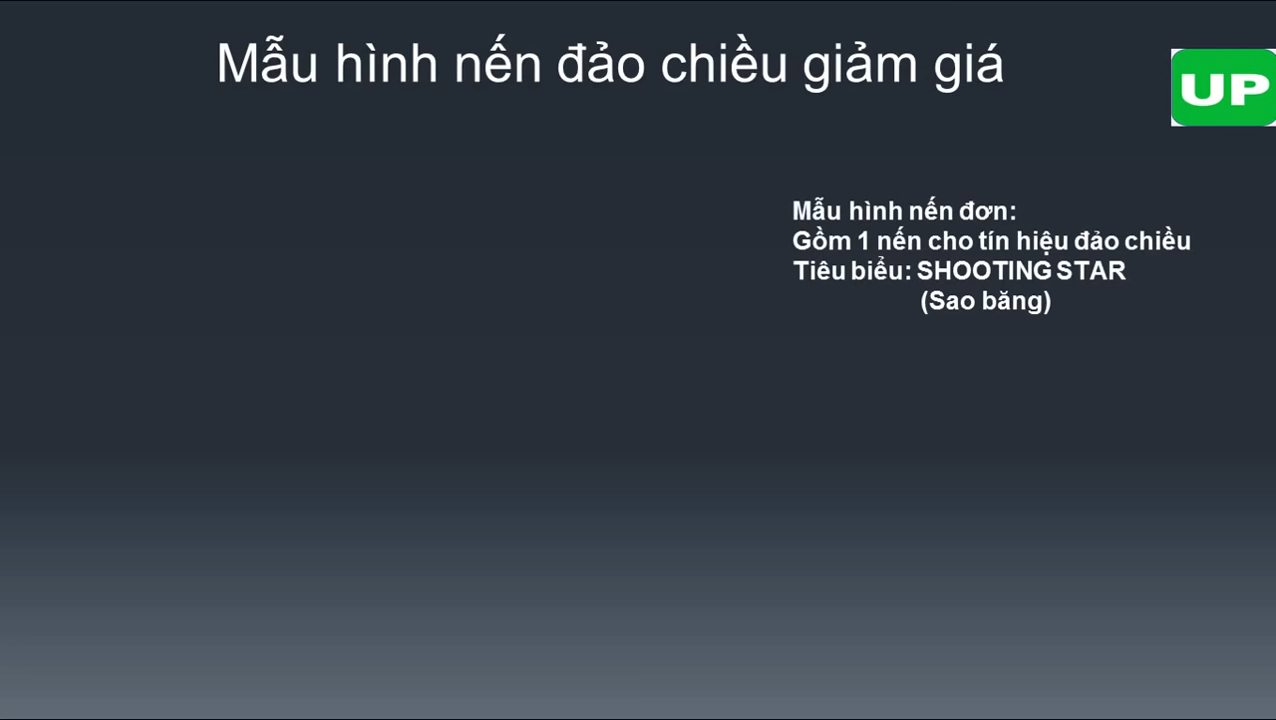 Mẫu hình nến đảo chiều giảm giá
UP
Mẫu hình nến đơn:
Gồm 1 nến cho tín hiệu đảo chiều
Tiêu biểu: SHOOTING STAR
(Sao băng)